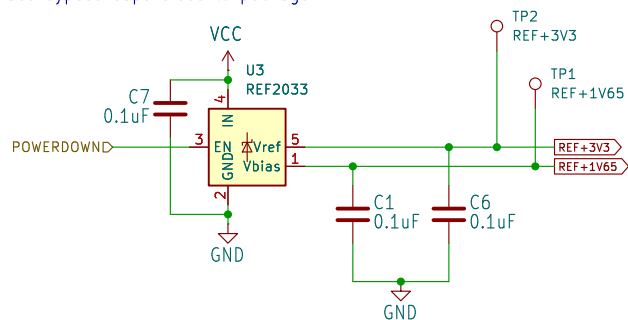 TP2
REF+3V3
VCC
U3
REF2033
TP1
REF+1V65
C7
0.1uF
4
IN
POWERDOWN
3
EN
Vref
5
REF+3V3
GND
Vbias
1
REF+1V65
2
C1
0.1uF
C6
0.1uF
GND
GND